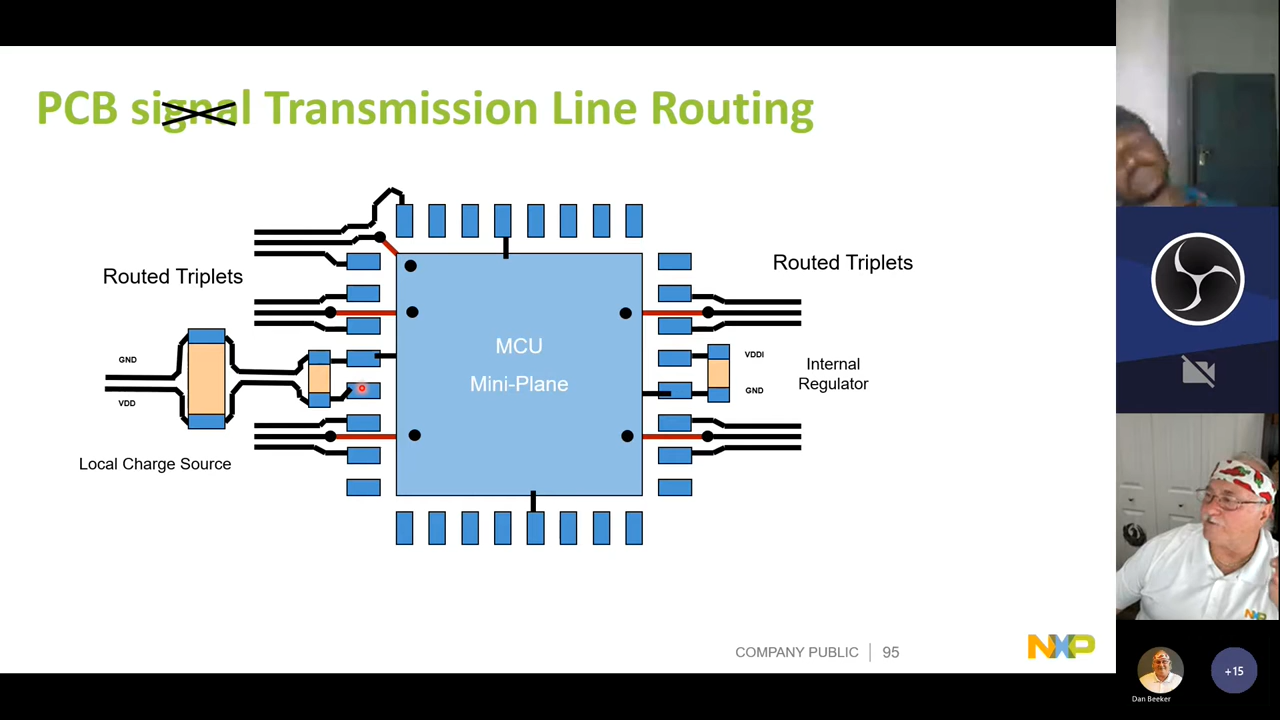 PCB signal Transmission Line Routing
Routed Triplets
Routed Triplets
MCU
Mini-Plane
GND
VDD
VDDI
GND
Internal
Regulator
Local Charge Source
COMPANY PUBLIC | 95
NXP
NXP
Dan Beeker
+15